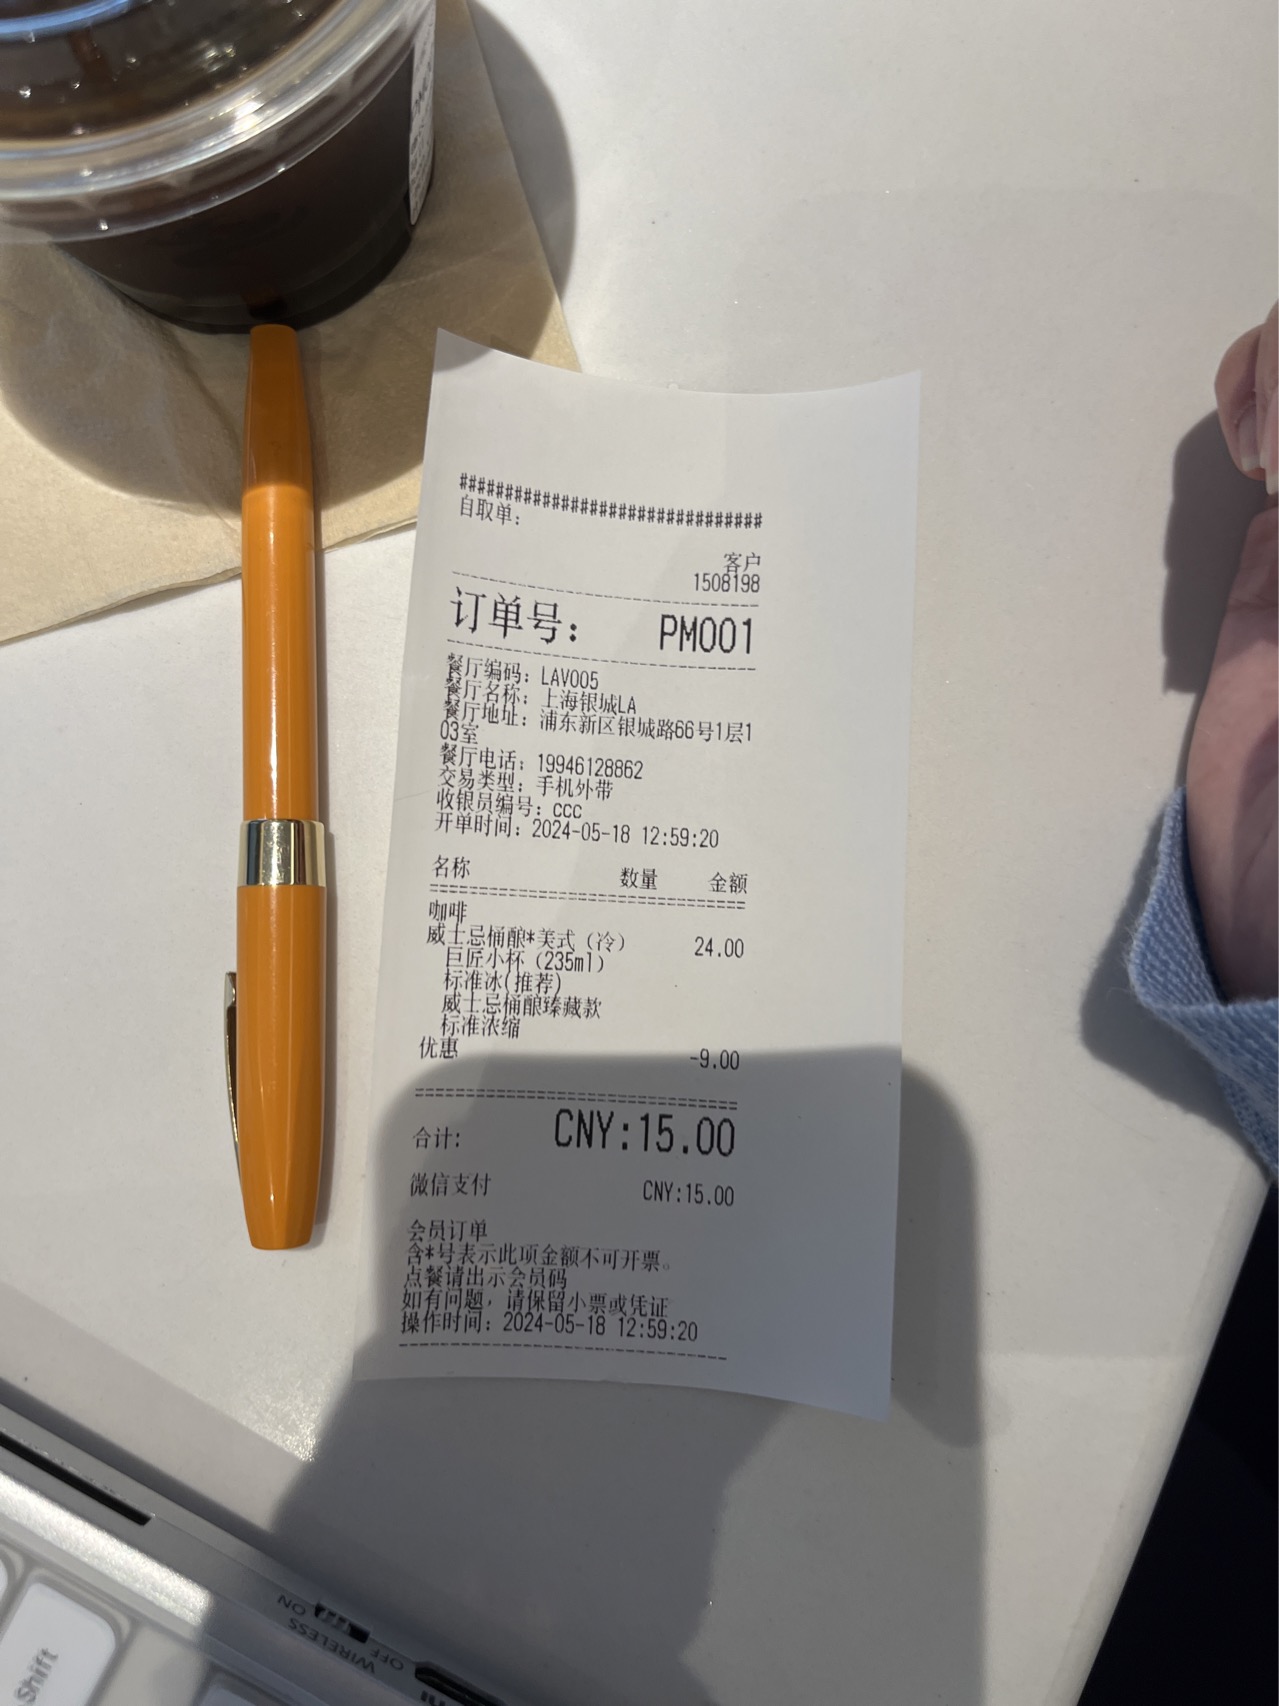 #################################
自取单:
客户
1508198
订单号: PM001
餐厅编码: LAV005
餐厅名称: 上海银城LA
餐厅地址: 浦东新区银城路66号1层1
03室
餐厅电话: 19946128862
交易类型: 手机外带
收银员编号: ccc
开单时间: 2024-05-18 12:59:20
名称 数量 金额
咖啡
威士忌桶酿*美式（冷） 24.00
巨匠小杯（235ml）
标准冰(推荐)
威士忌桶酿臻藏款
标准浓缩
优惠 -9.00
合计: CNY:15.00
微信支付 CNY:15.00
会员订单
含*号表示此项金额不可开票。
点餐请出示会员码
如有问题，请保留小票或凭证
操作时间: 2024-05-18 12:59:20
ON OFF
WIRELESS
Shift